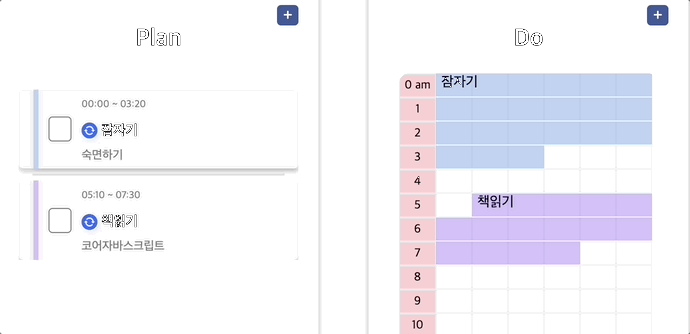 +
Plan
00:00 ~ 03:20
잠자기
숙면하기
05:10 ~ 07:30
책읽기
코어자바스크립트
+
Do
0 am
잠자기
1
2
3
4
5
책읽기
6
7
8
9
10